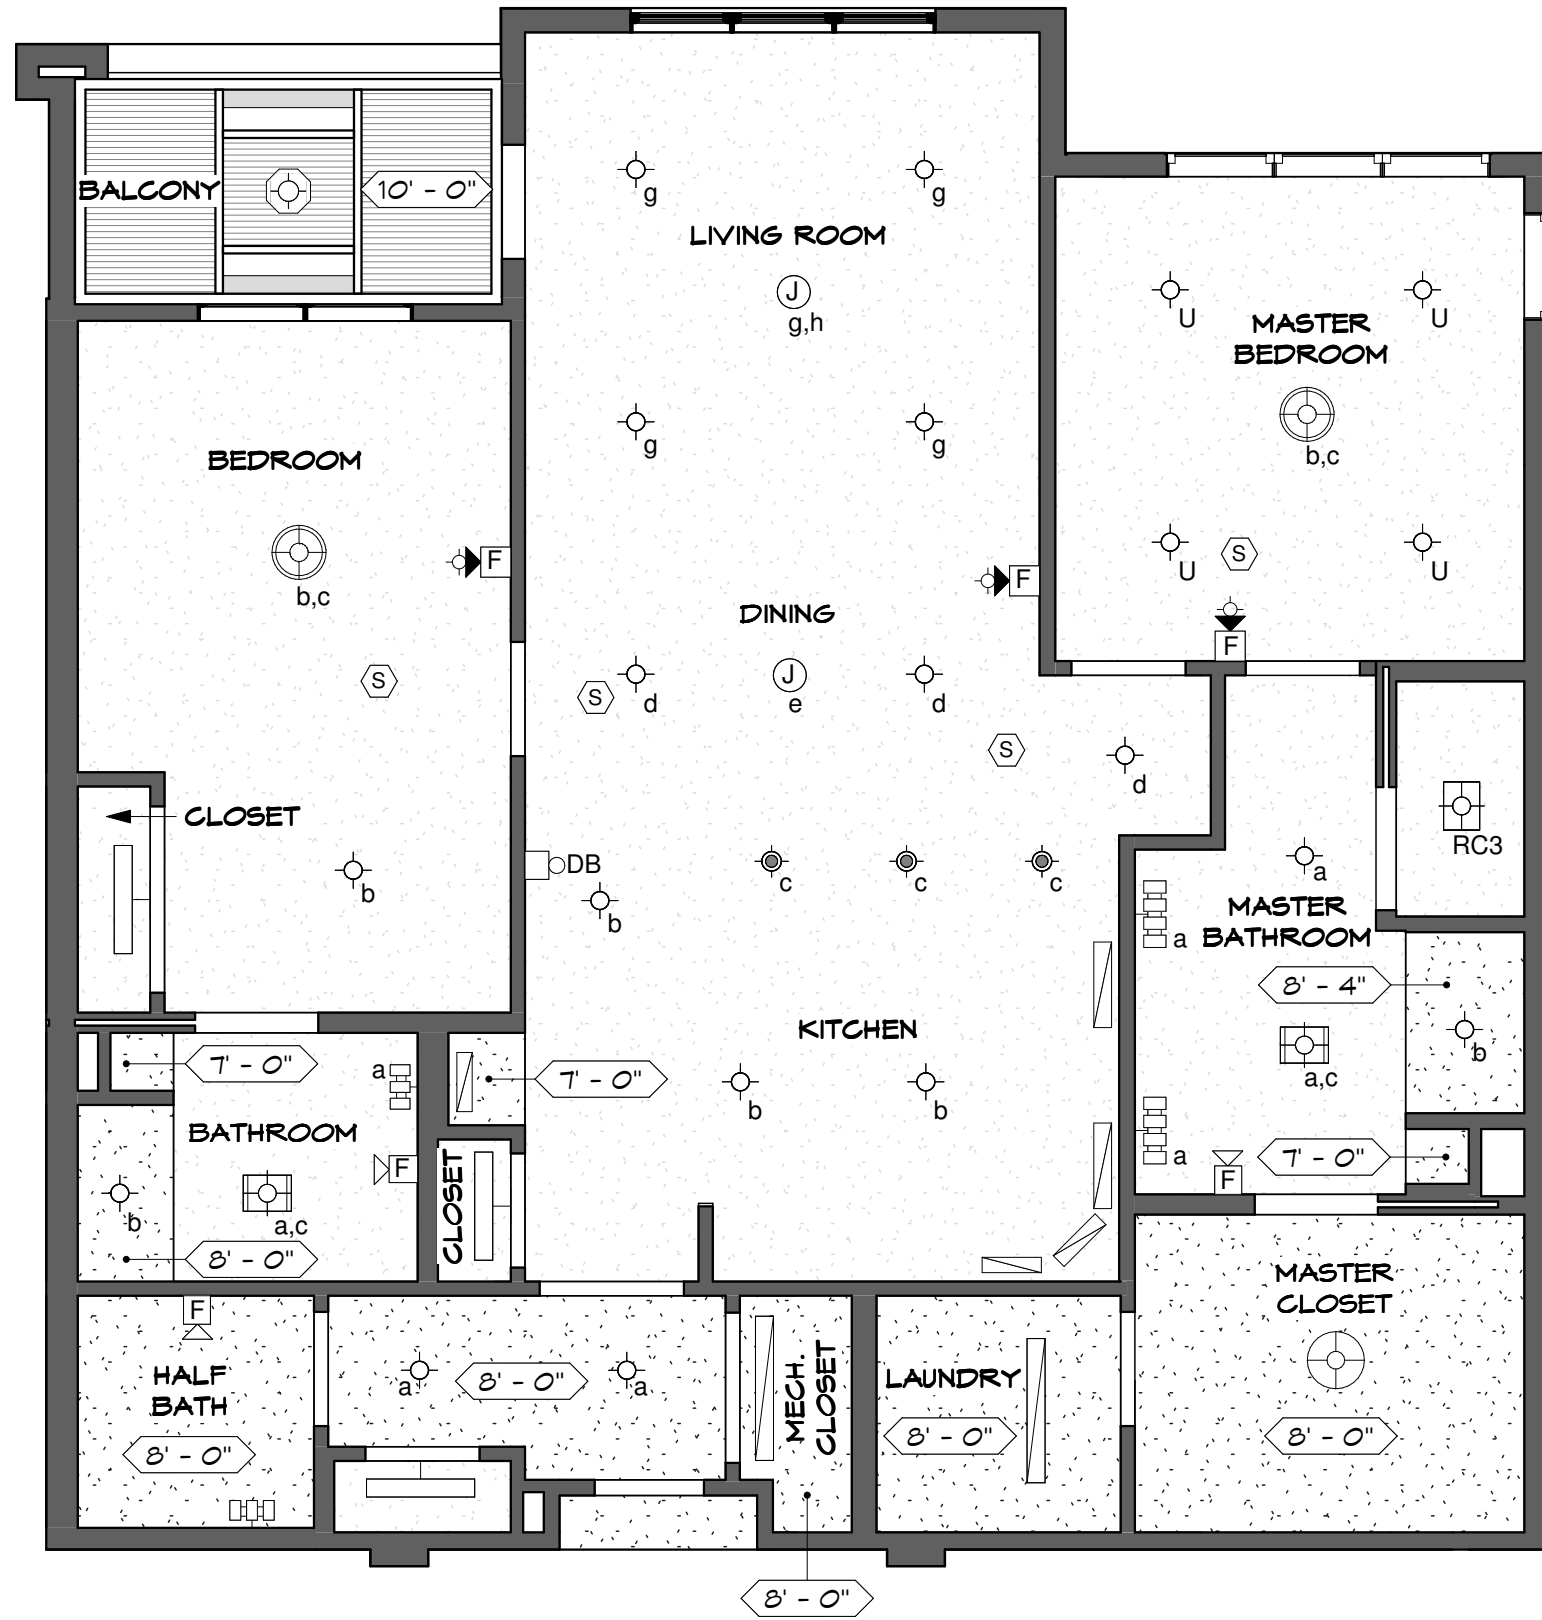 BALCONY
10' - 0"
g
g
LIVING ROOM
J
g,h
U
U
MASTER
BEDROOM
b,c
g
g
BEDROOM
b,c
F
F
U
U
S
F
DINING
J
e
S
S
d
d
S
d
CLOSET
b
DB
b
c
c
c
RC3
a
MASTER
BATHROOM
a
8' - 4"
b
a,c
KITCHEN
7' - 0"
a
7' - 0"
b
b
BATHROOM
F
b
a,c
8' - 0"
CLOSET
a
7' - 0"
F
MASTER
CLOSET
8' - 0"
F
HALF
BATH
8' - 0"
a
8' - 0"
a
MECH.
CLOSET
LAUNDRY
8' - 0"
8' - 0"